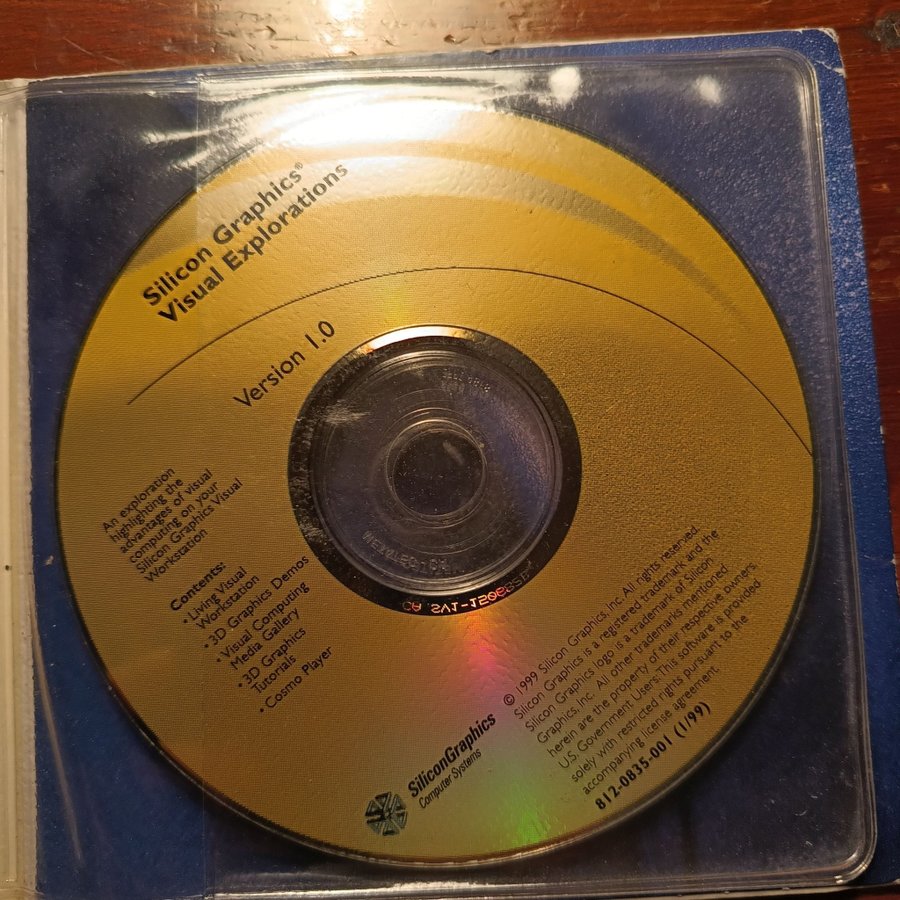 Silicon Graphics®
Visual Explorations
Version 1.0
An exploration
highlighting the
advantages of visual
computing on your
Silicon Graphics Visual
Workstation
Contents:
• Living Visual
Workstation
• 3D Graphics Demos
• Visual Computing
Media Gallery
• 3D Graphics
Tutorials
• Cosmo Player
SiliconGraphics
Computer Systems
© 1999 Silicon Graphics, Inc. All rights reserved.
Silicon Graphics is a registered trademark and the
Silicon Graphics logo is a trademark of Silicon
Graphics, Inc. All other trademarks mentioned
herein are the property of their respective owners.
U.S. Government Users: This software is provided
solely with restricted rights pursuant to the
accompanying license agreement
812-0835-001 (1/99)